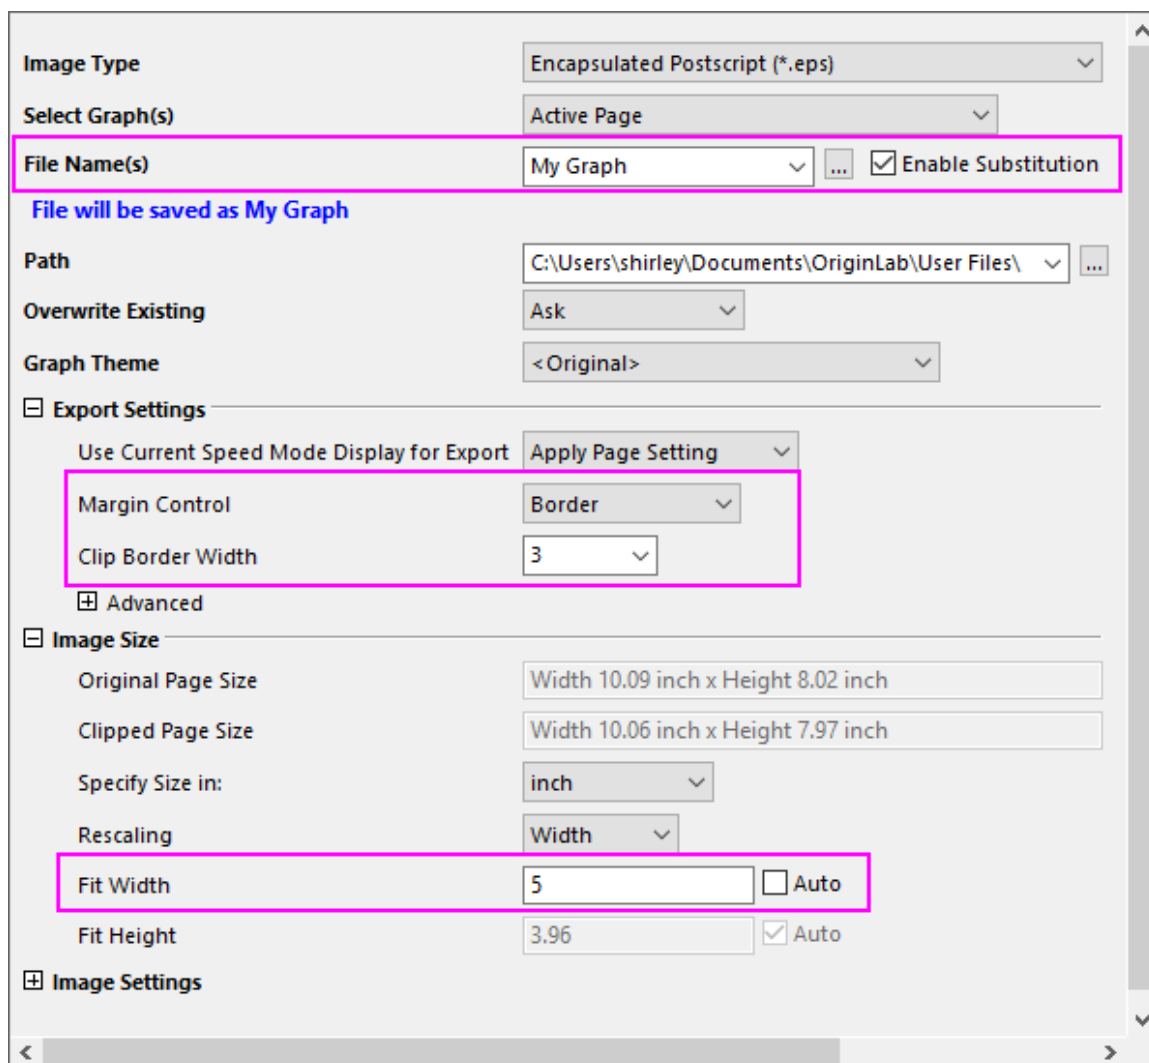 Image Type Encapsulated Postscript (*.eps)
Select Graph(s) Active Page
File Name(s) My Graph ... Enable Substitution
File will be saved as My Graph
Path C:\Users\shirley\Documents\OriginLab\User Files\ ...
Overwrite Existing Ask
Graph Theme <Original>
Export Settings
Use Current Speed Mode Display for Export Apply Page Setting
Margin Control Border
Clip Border Width 3
Advanced
Image Size
Original Page Size Width 10.09 inch x Height 8.02 inch
Clipped Page Size Width 10.06 inch x Height 7.97 inch
Specify Size in: inch
Rescaling Width
Fit Width 5 Auto
Fit Height 3.96 Auto
Image Settings